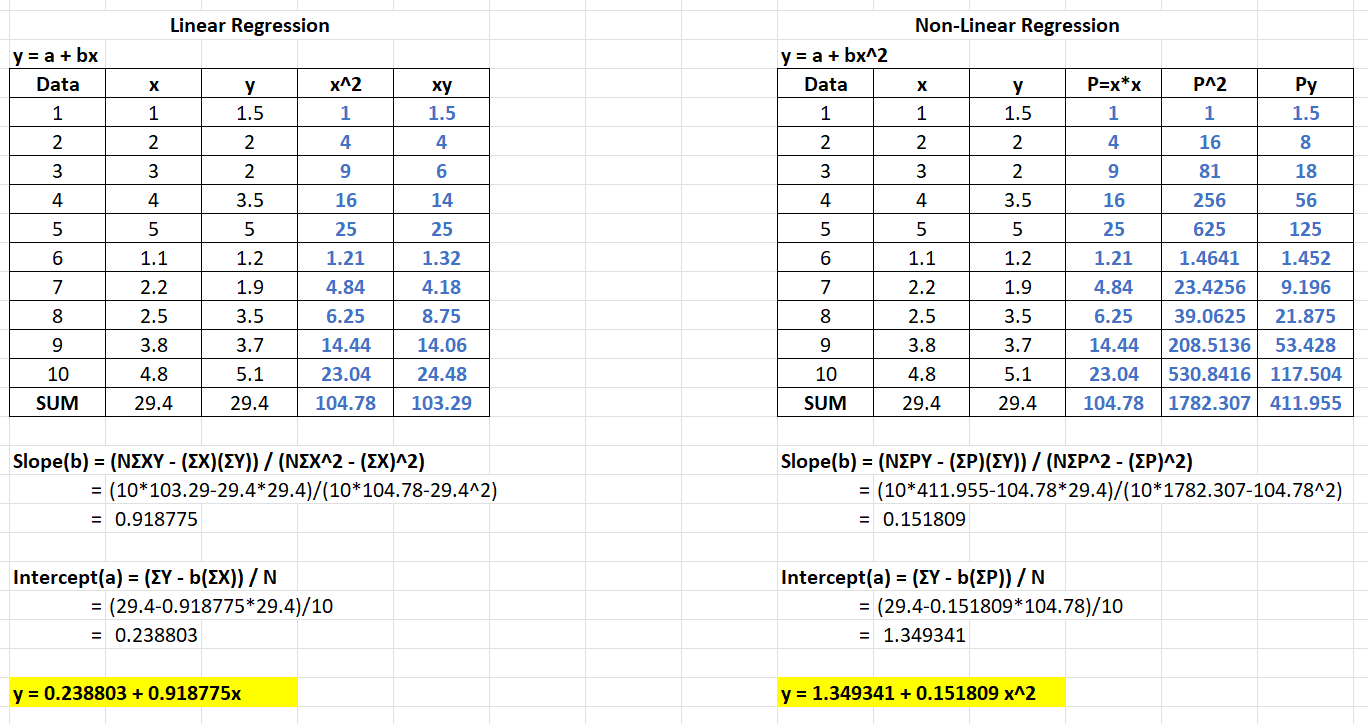 Linear Regression
y = a + bx
Data x y x^2 xy
1 1 1.5 1 1.5
2 2 2 4 4
3 3 2 9 6
4 4 3.5 16 14
5 5 5 25 25
6 1.1 1.2 1.21 1.32
7 2.2 1.9 4.84 4.18
8 2.5 3.5 6.25 8.75
9 3.8 3.7 14.44 14.06
10 4.8 5.1 23.04 24.48
SUM 29.4 29.4 104.78 103.29
Slope(b) = (NΣXY - (ΣX)(ΣY)) / (NΣX^2 - (ΣX)^2)
= (10*103.29-29.4*29.4)/(10*104.78-29.4^2)
= 0.918775
Intercept(a) = (ΣY - b(ΣX)) / N
= (29.4-0.918775*29.4)/10
= 0.238803
y = 0.238803 + 0.918775x
Non-Linear Regression
y = a + bx^2
Data x y P=x*x P^2 Py
1 1 1.5 1 1 1.5
2 2 2 4 16 8
3 3 2 9 81 18
4 4 3.5 16 256 56
5 5 5 25 625 125
6 1.1 1.2 1.21 1.4641 1.452
7 2.2 1.9 4.84 23.4256 9.196
8 2.5 3.5 6.25 39.0625 21.875
9 3.8 3.7 14.44 208.5136 53.428
10 4.8 5.1 23.04 530.8416 117.504
SUM 29.4 29.4 104.78 1782.307 411.955
Slope(b) = (NΣPY - (ΣP)(ΣY)) / (NΣP^2 - (ΣP)^2)
= (10*411.955-104.78*29.4)/(10*1782.307-104.78^2)
= 0.151809
Intercept(a) = (ΣY - b(ΣP)) / N
= (29.4-0.151809*104.78)/10
= 1.349341
y = 1.349341 + 0.151809 x^2